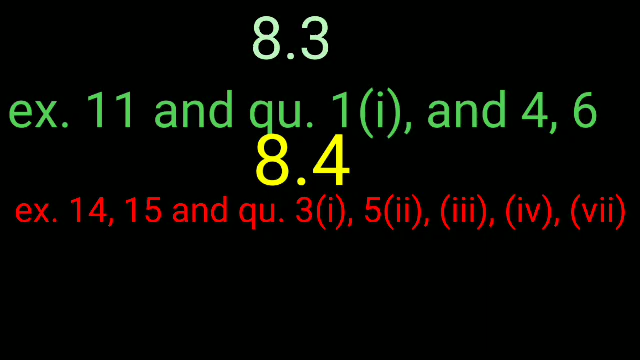 8.3
ex. 11 and qu. 1(i), and 4, 6
8.4
ex. 14, 15 and qu. 3(i), 5(ii), (iii), (iv), (vii)